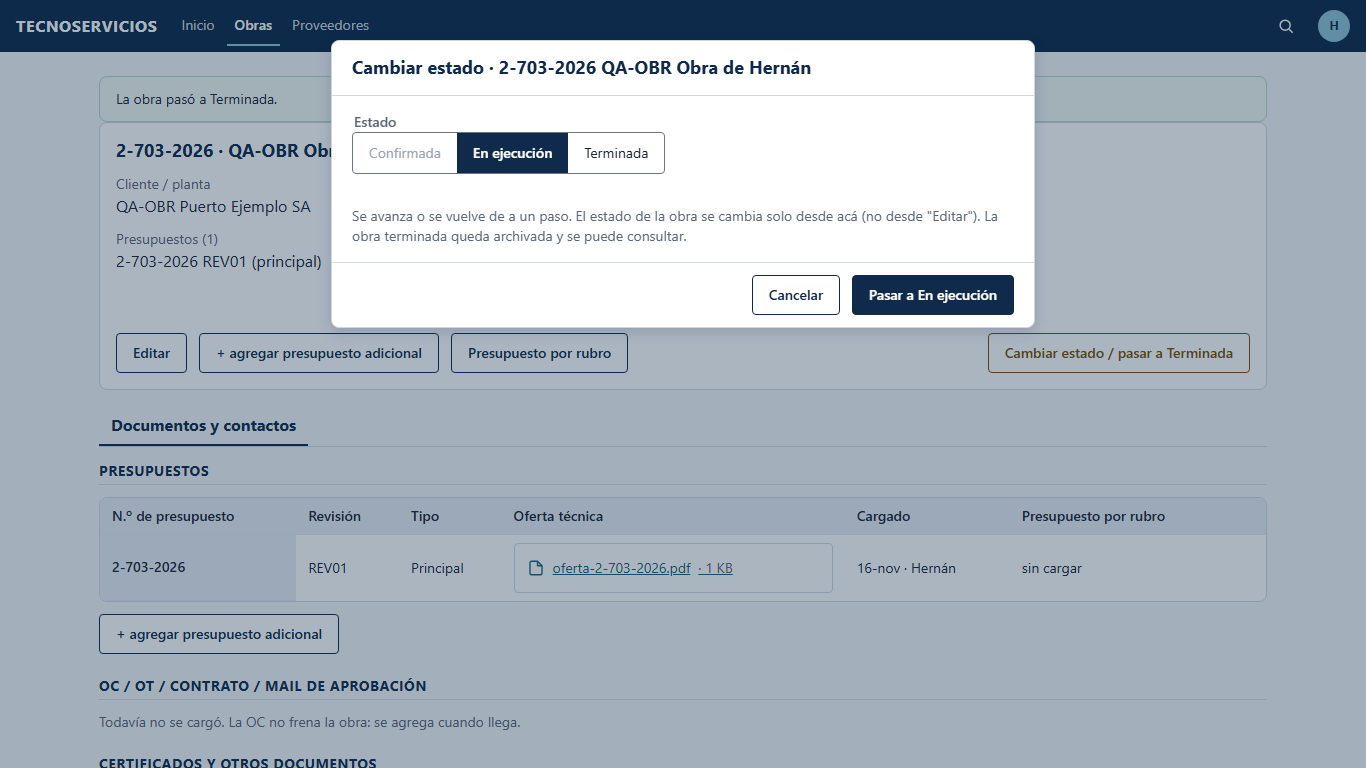 TECNOSERVICIOS Inicio Obras Proveedores H
Cambiar estado · 2-703-2026 QA-OBR Obra de Hernán
La obra pasó a Terminada.
Estado
Confirmada En ejecución Terminada
2-703-2026 · QA-OBR
Cliente / planta
QA-OBR Puerto Ejemplo SA
Se avanza o se vuelve de a un paso. El estado de la obra se cambia solo desde acá (no desde "Editar"). La
obra terminada queda archivada y se puede consultar.
Presupuestos (1)
2-703-2026 REV01 (principal)
Cancelar Pasar a En ejecución
Editar + agregar presupuesto adicional Presupuesto por rubro Cambiar estado / pasar a Terminada
Documentos y contactos
PRESUPUESTOS
N.º de presupuesto Revisión Tipo Oferta técnica Cargado Presupuesto por rubro
2-703-2026 REV01 Principal oferta-2-703-2026.pdf · 1 KB 16-nov · Hernán sin cargar
+ agregar presupuesto adicional
OC / OT / CONTRATO / MAIL DE APROBACIÓN
Todavía no se cargó. La OC no frena la obra: se agrega cuando llega.
CERTIFICADOS Y OTROS DOCUMENTOS